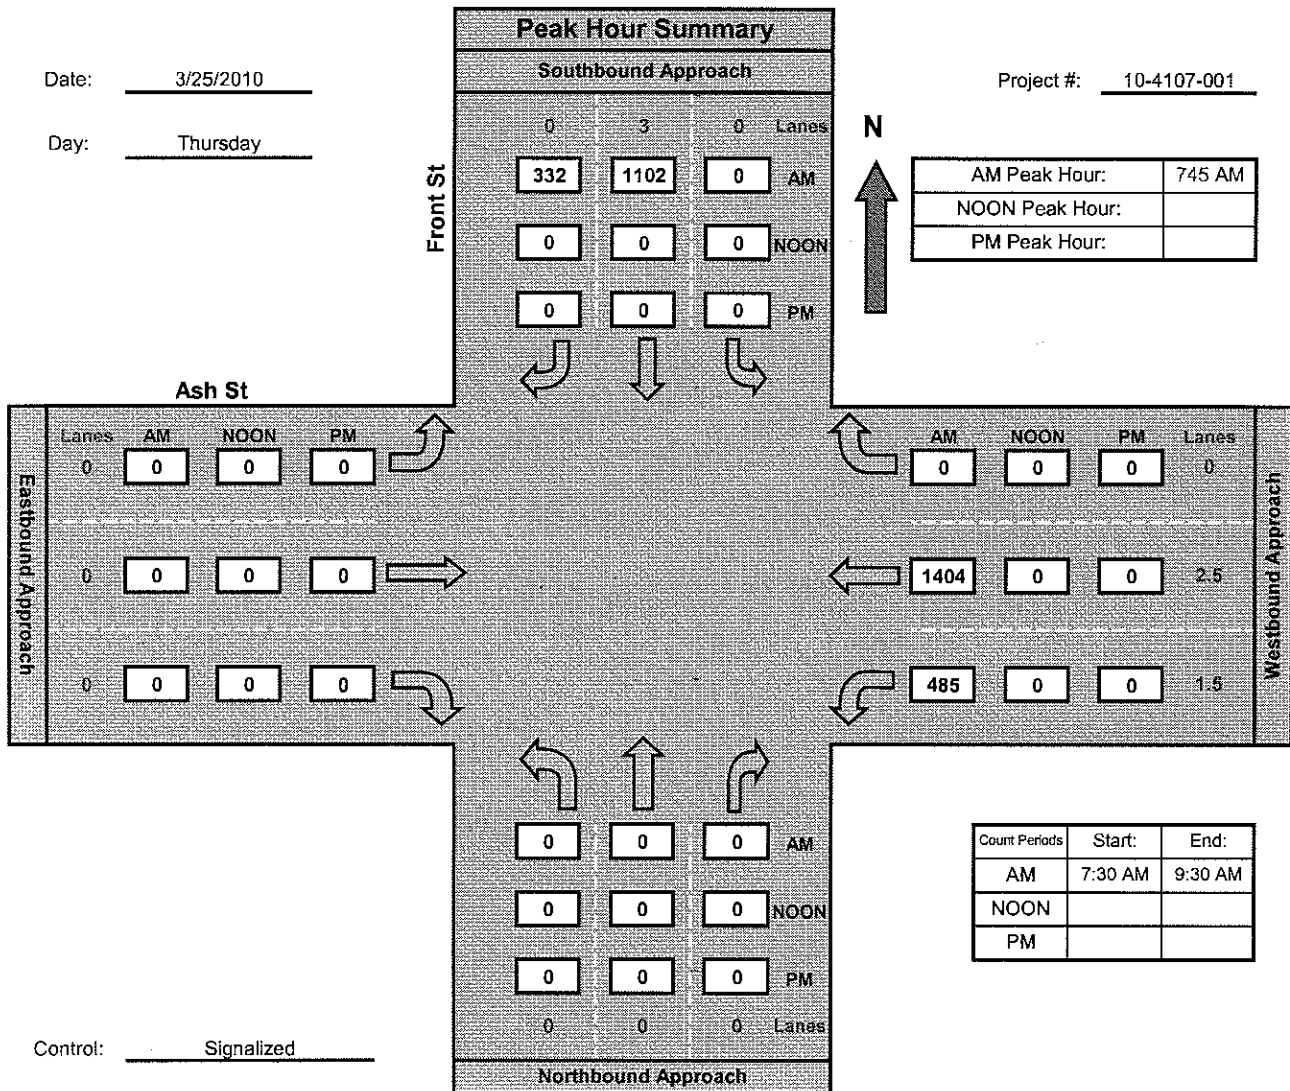 Peak Hour Summary
Southbound Approach
Date: 3/25/2010
Project #: 10-4107-001
Day: Thursday
0 3 0 Lanes
N
332 1102 0 AM
0 0 0 NOON
0 0 0 PM
Front St
AM Peak Hour: 745 AM
NOON Peak Hour:
PM Peak Hour:
Ash St
Eastbound Approach
Lanes AM NOON PM
0 0 0 0
0 0 0 0
0 0 0 0
AM NOON PM Lanes
0 0 0 0
1404 0 0 2.5
485 0 0 1.5
Westbound Approach
0 0 0 AM
0 0 0 NOON
0 0 0 PM
0 0 0 Lanes
Northbound Approach
Count Periods Start: End:
AM 7:30 AM 9:30 AM
NOON
PM
Control: Signalized